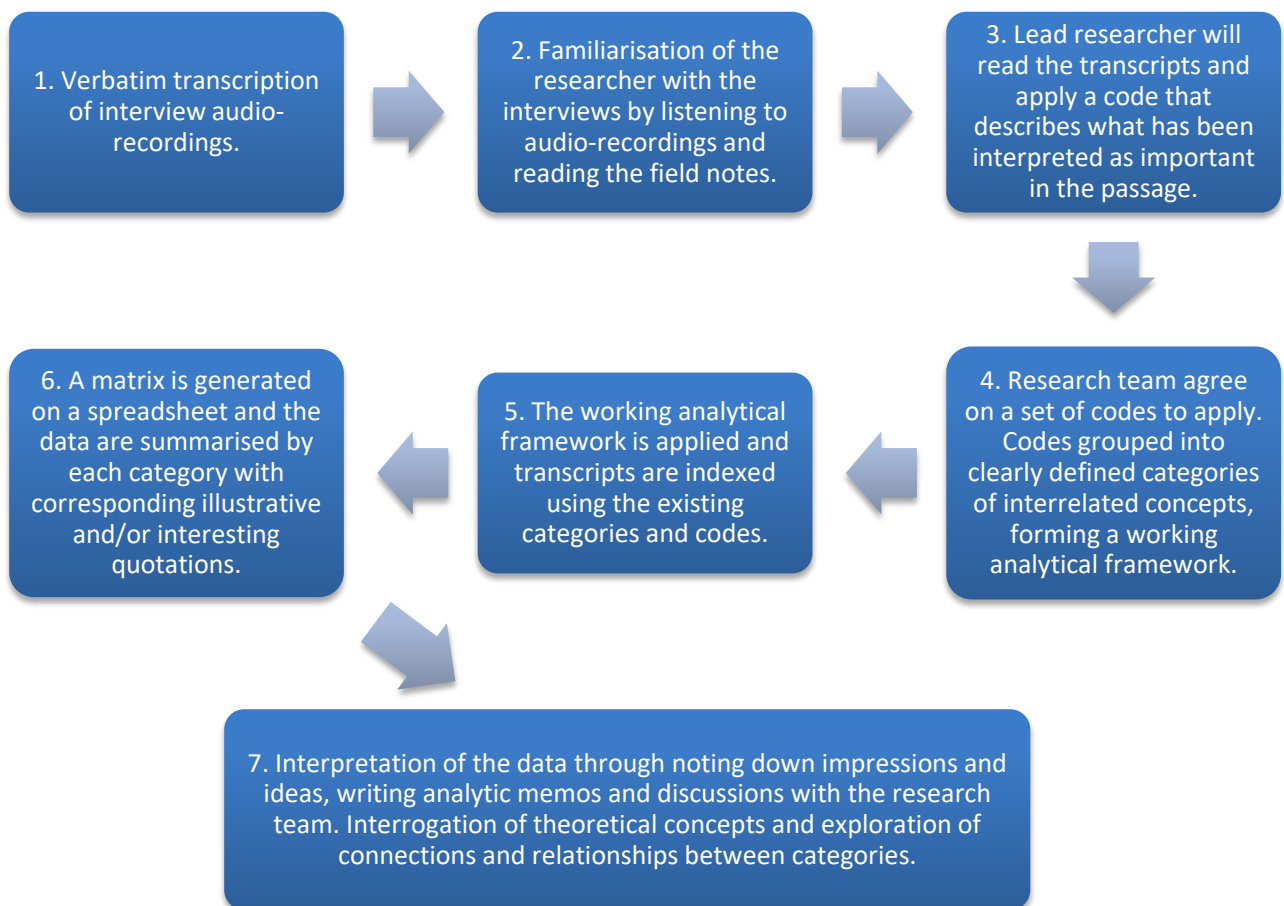 1. Verbatim transcription
of interview audio-
recordings.
2. Familiarisation of the
researcher with the
interviews by listening to
audio-recordings and
reading the field notes.
3. Lead researcher will
read the transcripts and
apply a code that
describes what has been
interpreted as important
in the passage.
4. Research team agree
on a set of codes to apply.
Codes grouped into
clearly defined categories
of interrelated concepts,
forming a working
analytical framework.
5. The working analytical
framework is applied and
transcripts are indexed
using the existing
categories and codes.
6. A matrix is generated
on a spreadsheet and the
data are summarised by
each category with
corresponding illustrative
and/or interesting
quotations.
7. Interpretation of the data through noting down impressions and
ideas, writing analytic memos and discussions with the research
team. Interrogation of theoretical concepts and exploration of
connections and relationships between categories.